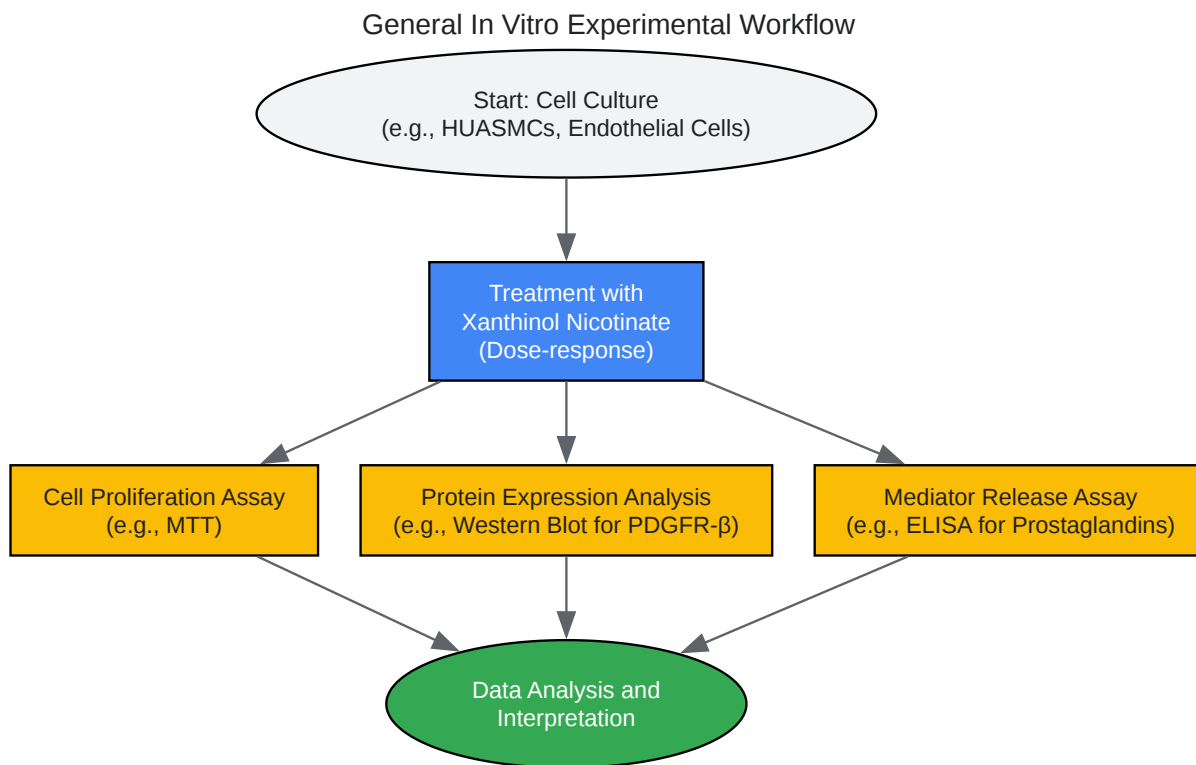 General In Vitro Experimental Workflow
Start: Cell Culture
(e.g., HUASMCs, Endothelial Cells)
Treatment with
Xanthinol Nicotinate
(Dose-response)
Cell Proliferation Assay
(e.g., MTT)
Protein Expression Analysis
(e.g., Western Blot for PDGFR-β)
Mediator Release Assay
(e.g., ELISA for Prostaglandins)
Data Analysis and
Interpretation